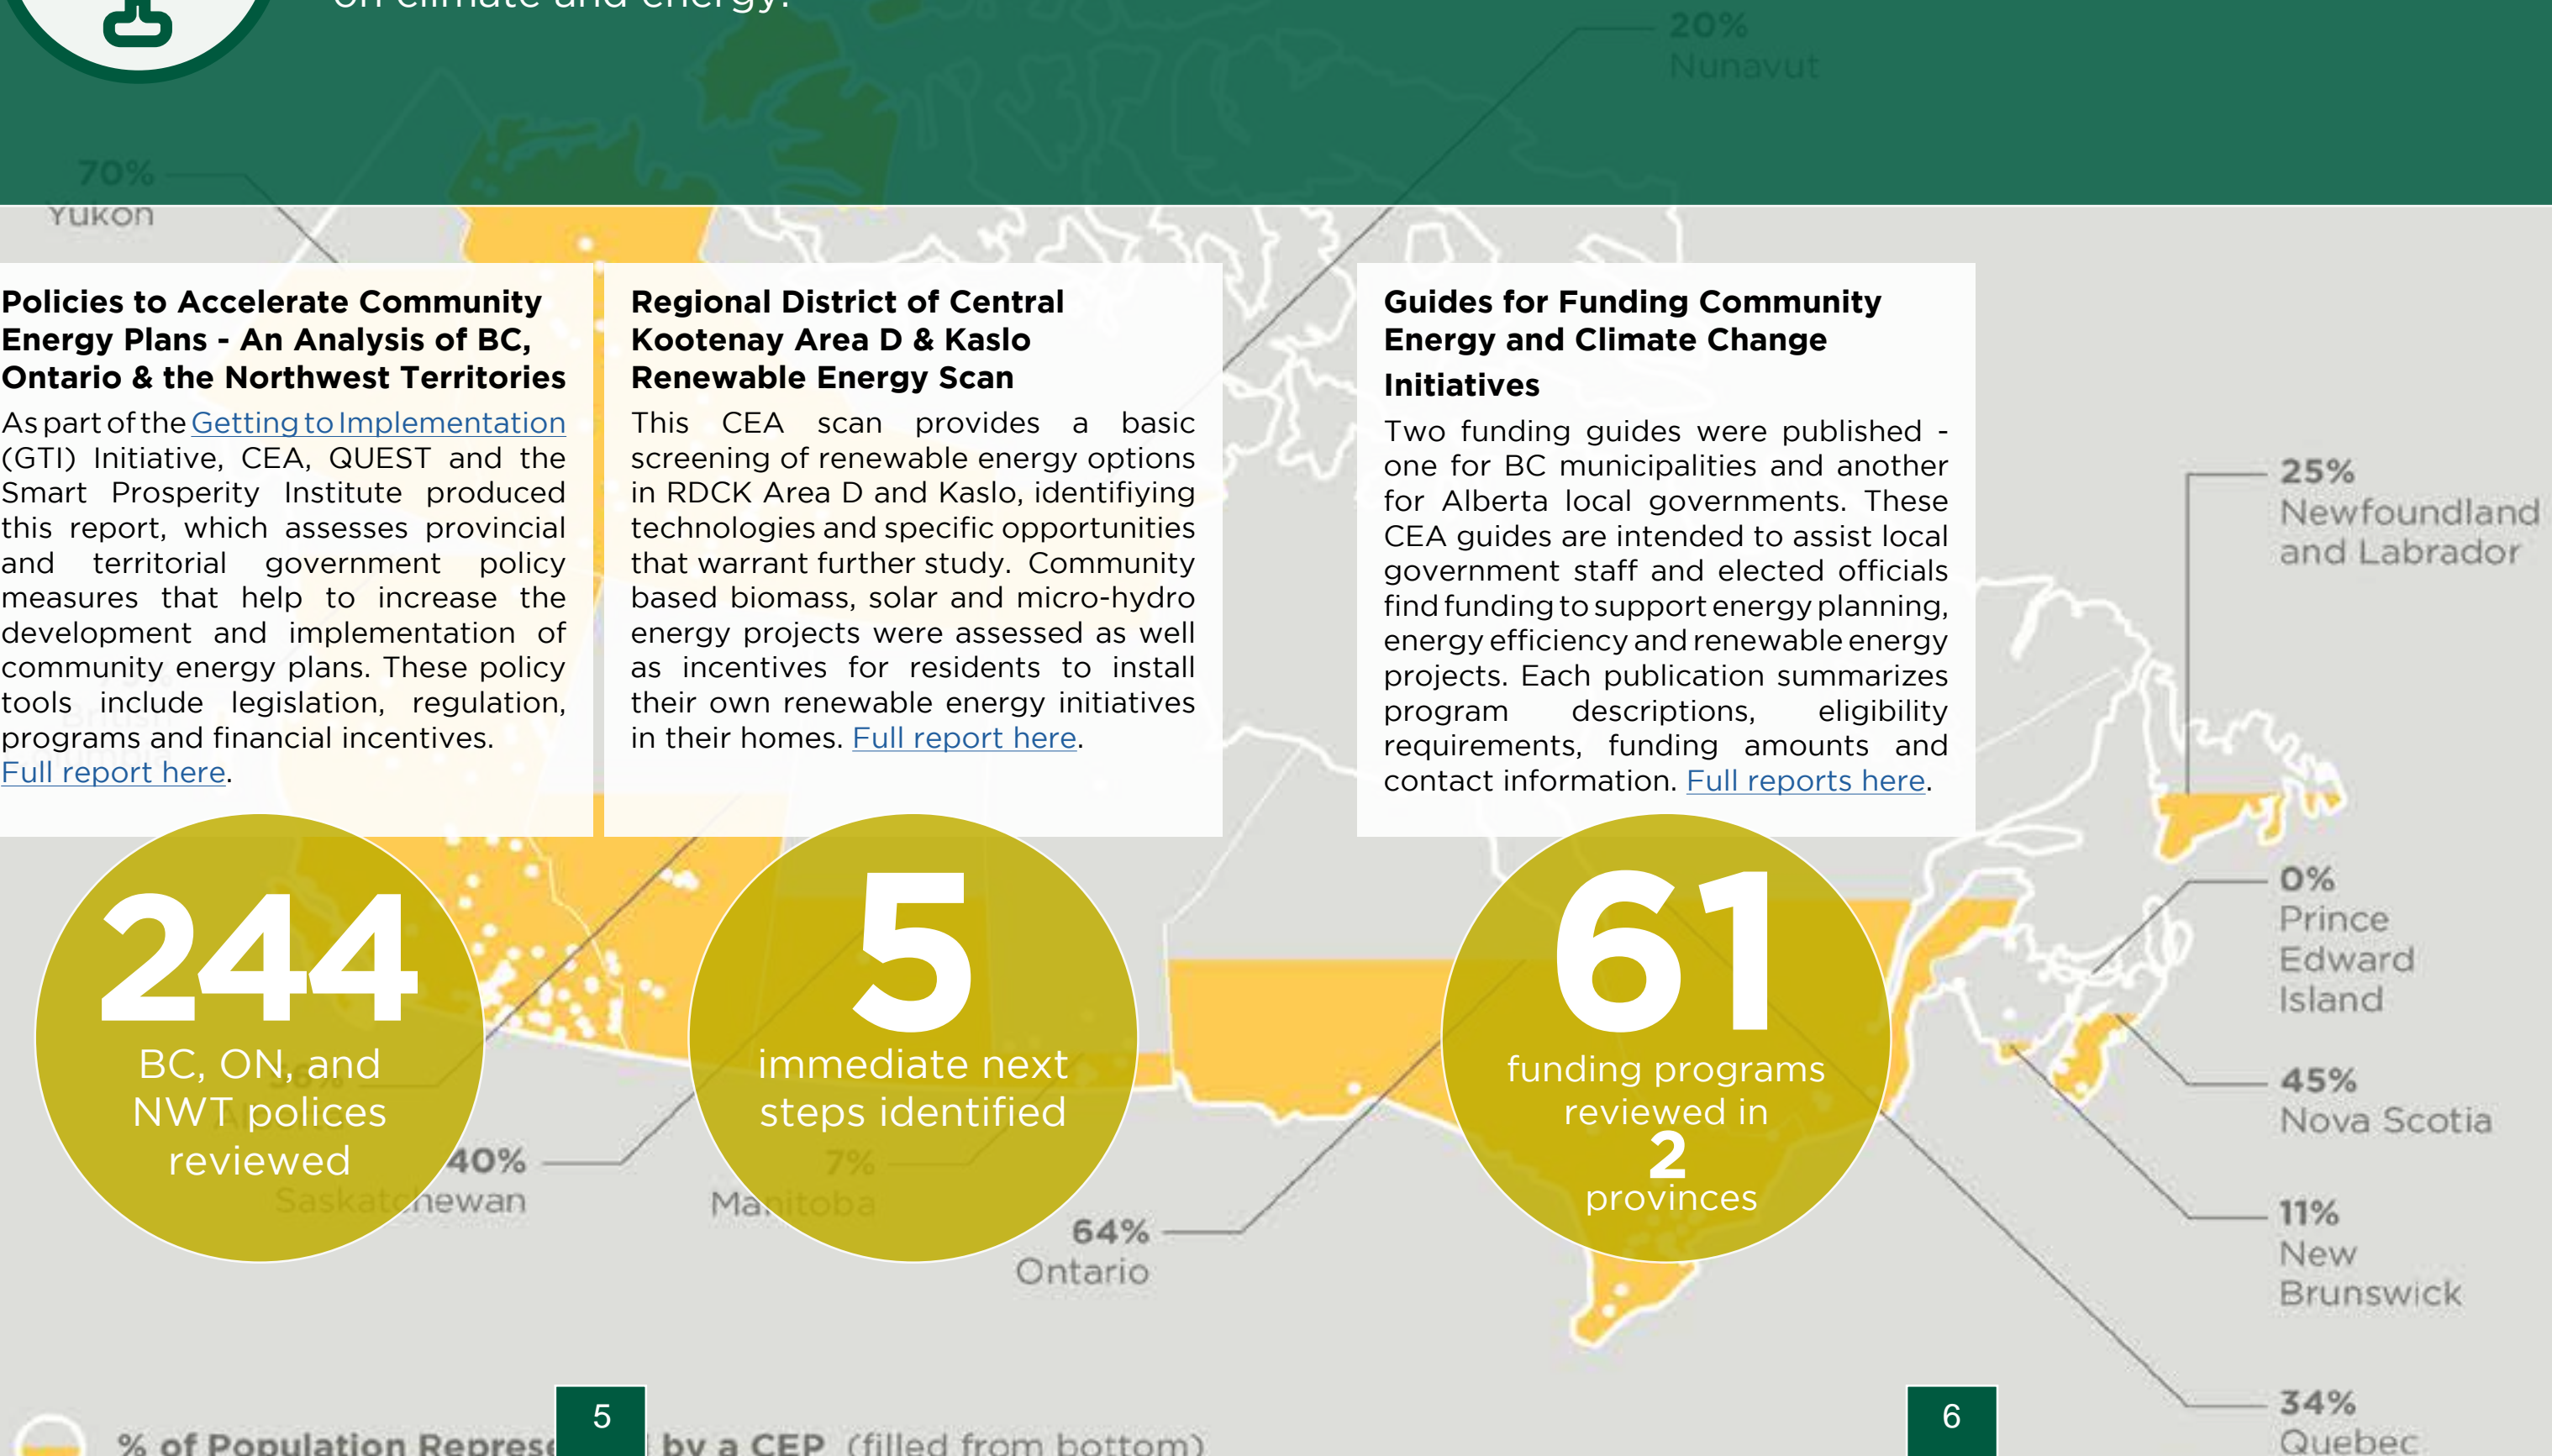 on climate and energy.
20%
Nunavut
70%
Yukon
Policies to Accelerate Community
Energy Plans - An Analysis of BC,
Ontario & the Northwest Territories
As part of the Getting to Implementation
(GTI) Initiative, CEA, QUEST and the
Smart Prosperity Institute produced
this report, which assesses provincial
and territorial government policy
measures that help to increase the
development and implementation of
community energy plans. These policy
tools include legislation, regulation,
programs and financial incentives.
Full report here.
Regional District of Central
Kootenay Area D & Kaslo
Renewable Energy Scan
This CEA scan provides a basic
screening of renewable energy options
in RDCK Area D and Kaslo, identifiying
technologies and specific opportunities
that warrant further study. Community
based biomass, solar and micro-hydro
energy projects were assessed as well
as incentives for residents to install
their own renewable energy initiatives
in their homes. Full report here.
Guides for Funding Community
Energy and Climate Change
Initiatives
Two funding guides were published -
one for BC municipalities and another
for Alberta local governments. These
CEA guides are intended to assist local
government staff and elected officials
find funding to support energy planning,
energy efficiency and renewable energy
projects. Each publication summarizes
program descriptions, eligibility
requirements, funding amounts and
contact information. Full reports here.
25%
Newfoundland
and Labrador
0%
Prince
Edward
Island
45%
Nova Scotia
11%
New
Brunswick
34%
Quebec
244
BC, ON, and
NWT polices
reviewed
5
immediate next
steps identified
61
funding programs
reviewed in
2
provinces
56%
Alberta
40%
Saskatchewan
7%
Manitoba
64%
Ontario
British
5
6
% of Population by a CEP (filled from bottom)